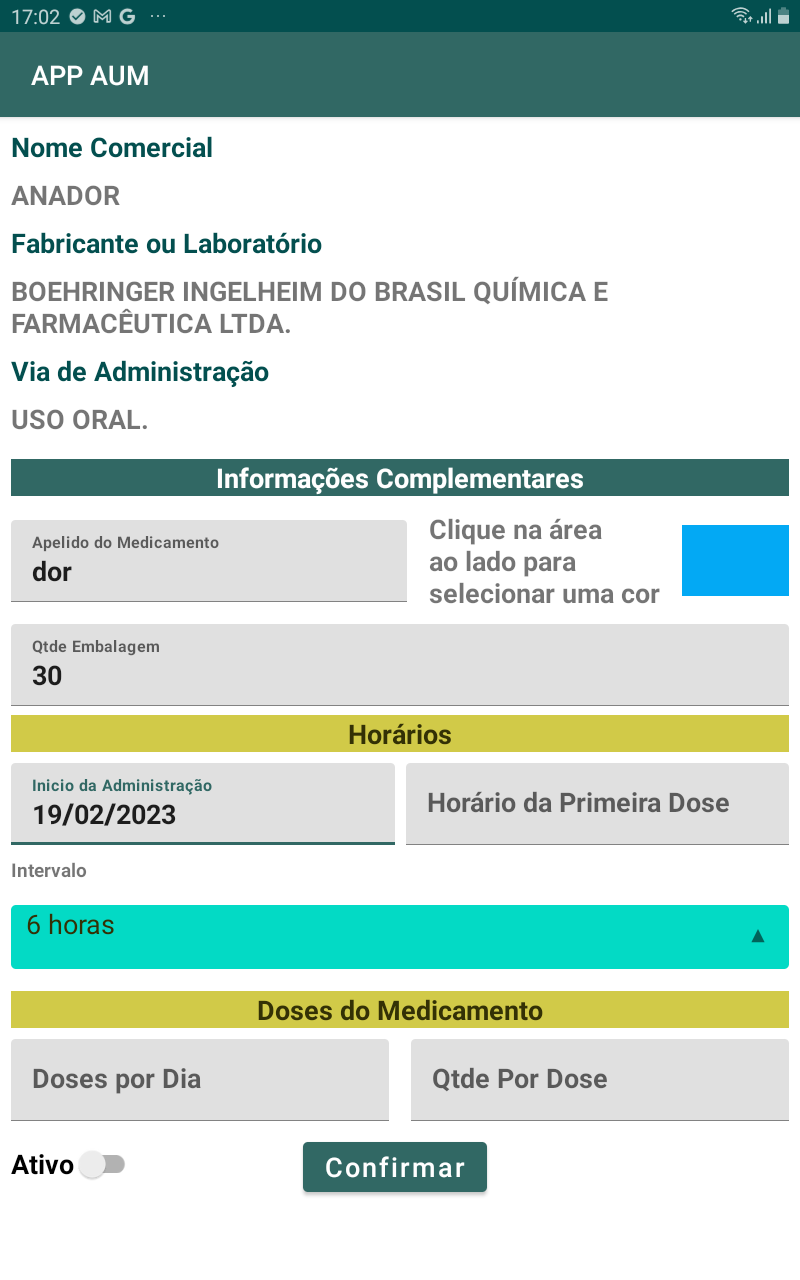 17:02
APP AUM
Nome Comercial
ANADOR
Fabricante ou Laboratório
BOEHRINGER INGELHEIM DO BRASIL QUÍMICA E
FARMACÊUTICA LTDA.
Via de Administração
USO ORAL.
Informações Complementares
Apelido do Medicamento
dor
Clique na área
ao lado para
selecionar uma cor
Qtde Embalagem
30
Horários
Inicio da Administração
19/02/2023
Horário da Primeira Dose
Intervalo
6 horas
Doses do Medicamento
Doses por Dia
Qtde Por Dose
Ativo
Confirmar